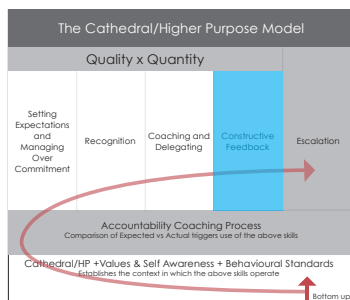 The Cathedral/Higher Purpose Model
Quality x Quantity
Setting
Expectations
and
Managing
Over
Commitment
Recognition
Coaching and
Delegating
Constructive
Feedback
Escalation
Accountability Coaching Process
Comparison of Expected vs Actual triggers use of the above skills
Cathedral/HP +Values & Self Awareness + Behavioural Standards
Establishes the context in which the above skills operate
Bottom up